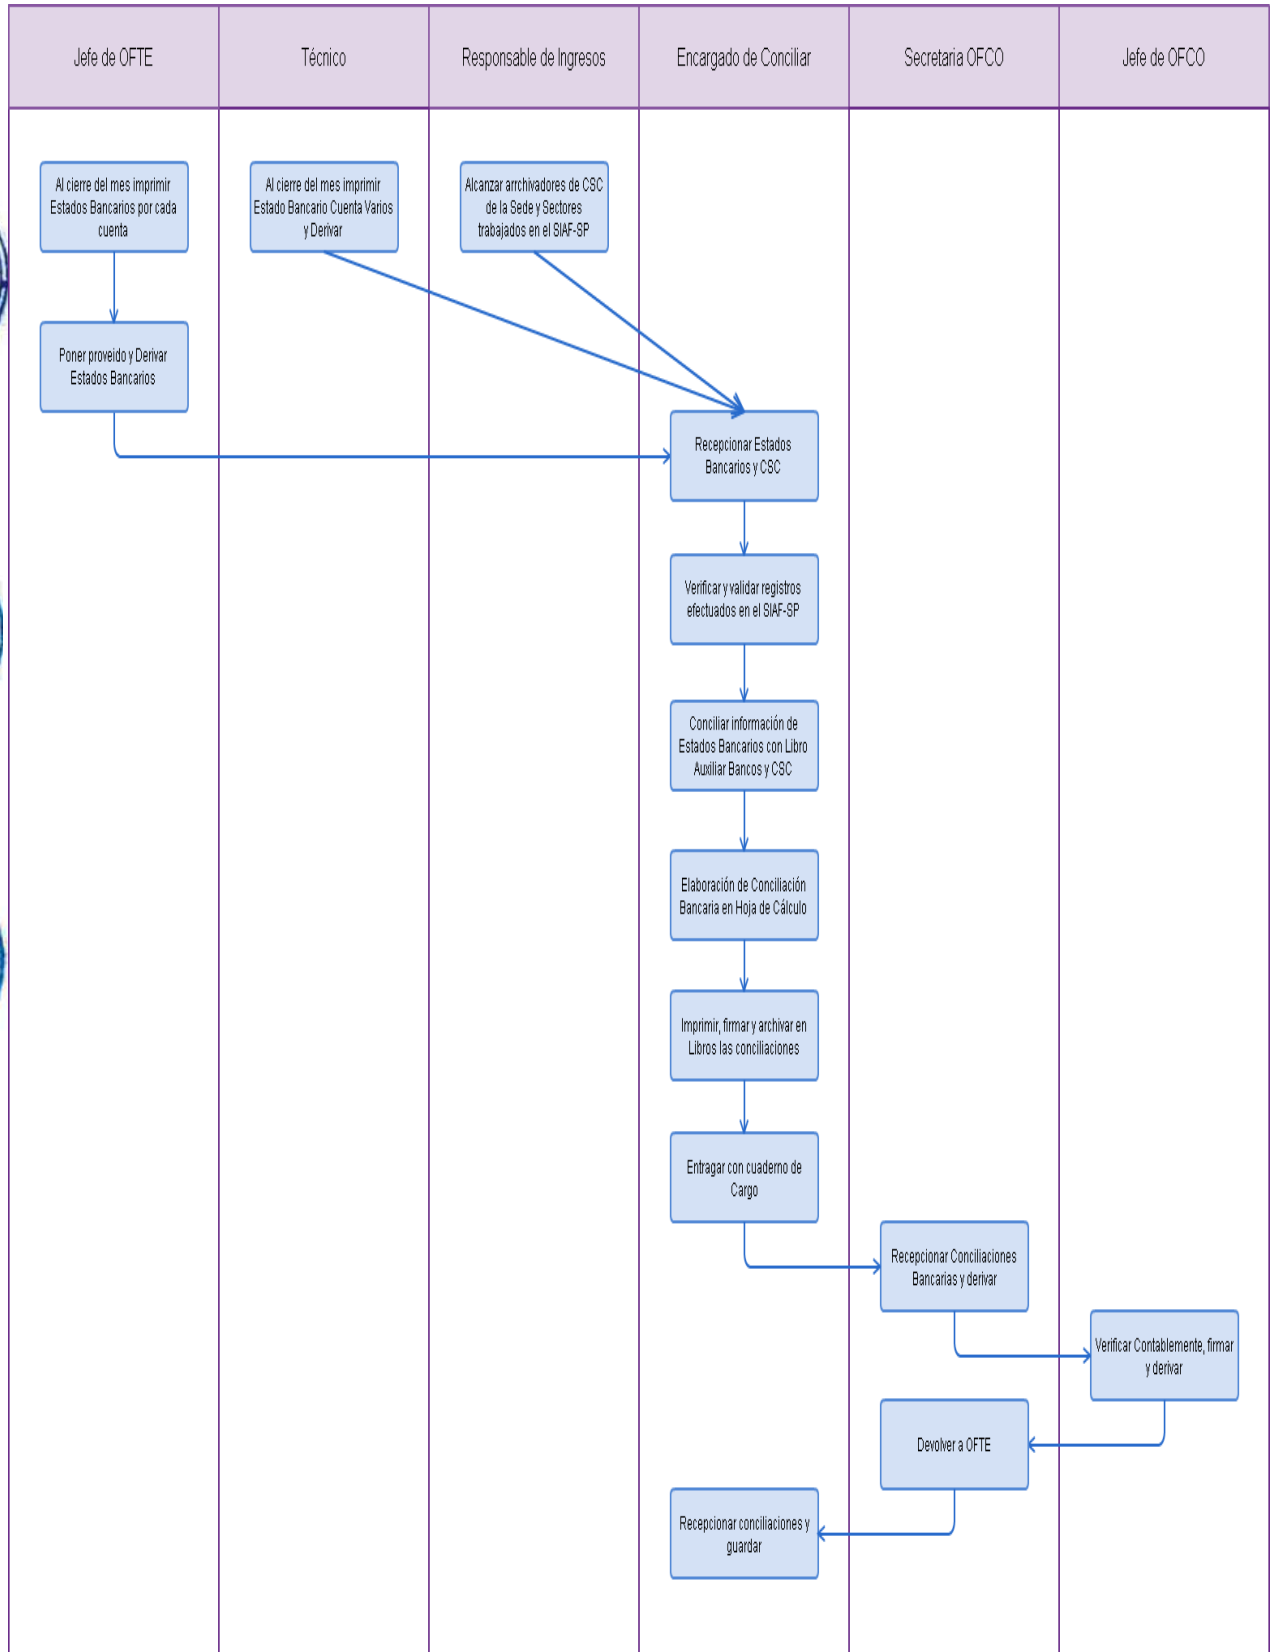 Jefe de OFTE
Técnico
Responsable de Ingresos
Encargado de Conciliar
Secretaria OFCO
Jefe de OFCO
Al cierre del mes imprimir
Estados Bancarios por cada
cuenta
Al cierre del mes imprimir
Estado Bancario Cuenta Varios
y Derivar
Alcanzar arrchivadores de CSC
de la Sede y Sectores
trabajados en el SIAF-SP
Poner proveido y Derivar
Estados Bancarios
Recepcionar Estados
Bancarios y CSC
Verificar y validar registros
efectuados en el SIAF-SP
Conciliar información de
Estados Bancarios con Libro
Auxiliar Bancos y CSC
Elaboración de Conciliación
Bancaria en Hoja de Cálculo
Imprimir, firmar y archivar en
Libros las conciliaciones
Entragar con cuaderno de
Cargo
Recepcionar Conciliaciones
Bancarias y derivar
Verificar Contablemente, firmar
y derivar
Devolver a OFTE
Recepcionar conciliaciones y
guardar